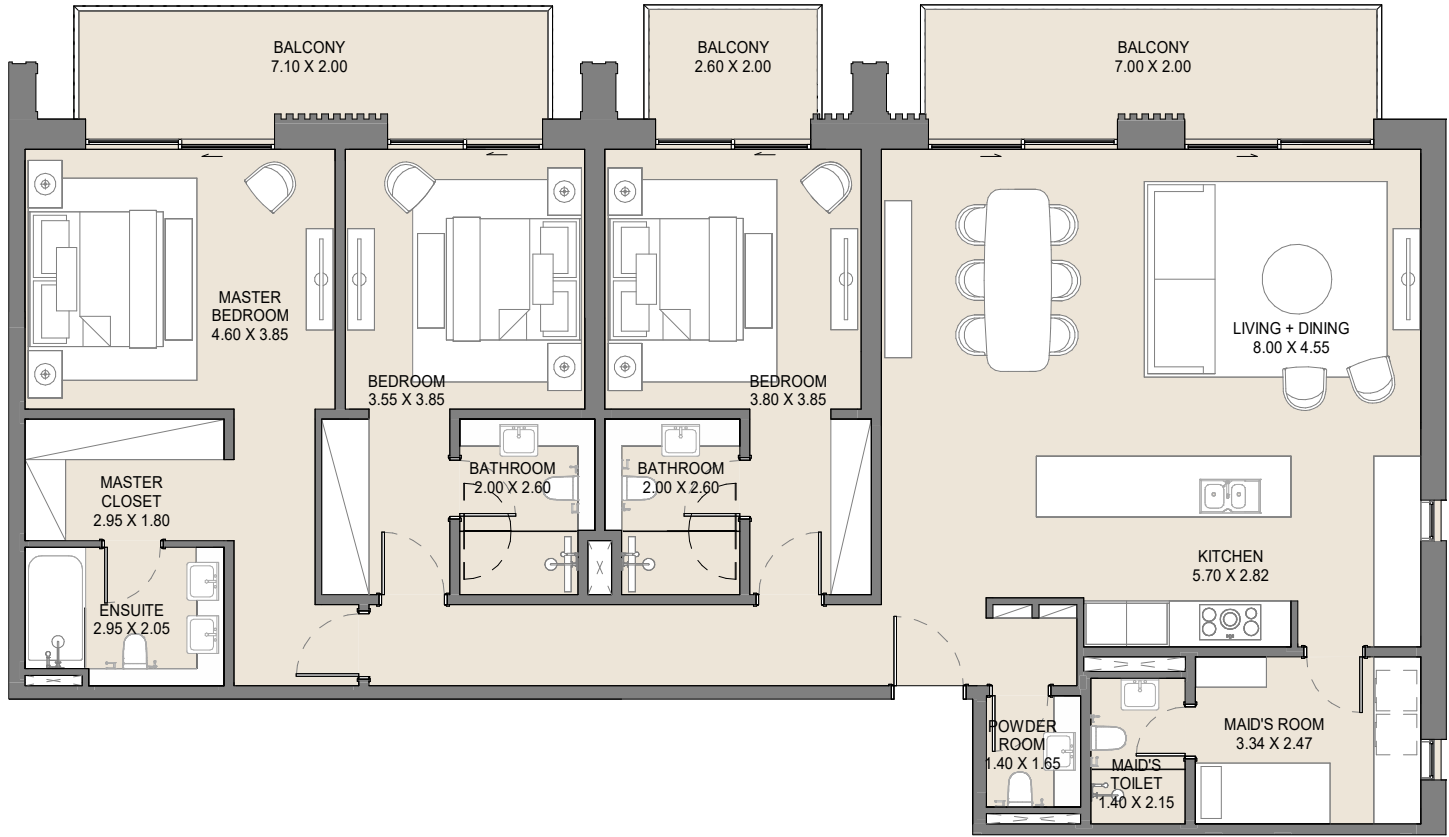 BALCONY
7.10 X 2.00
BALCONY
2.60 X 2.00
BALCONY
7.00 X 2.00
MASTER
BEDROOM
4.60 X 3.85
BEDROOM
3.55 X 3.85
BEDROOM
3.80 X 3.85
LIVING + DINING
8.00 X 4.55
MASTER
CLOSET
2.95 X 1.80
BATHROOM
2.00 X 2.60
BATHROOM
2.00 X 2.60
KITCHEN
5.70 X 2.82
ENSUITE
2.95 X 2.05
POWDER
ROOM
1.40 X 1.65
MAID'S
TOILET
1.40 X 2.15
MAID'S ROOM
3.34 X 2.47